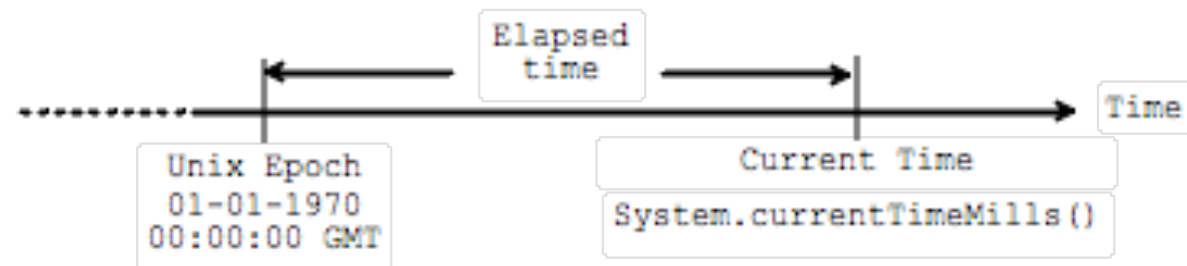 Elapsed
time
Time
Unix Epoch
01-01-1970
00:00:00 GMT
Current Time
System.currentTimeMills()